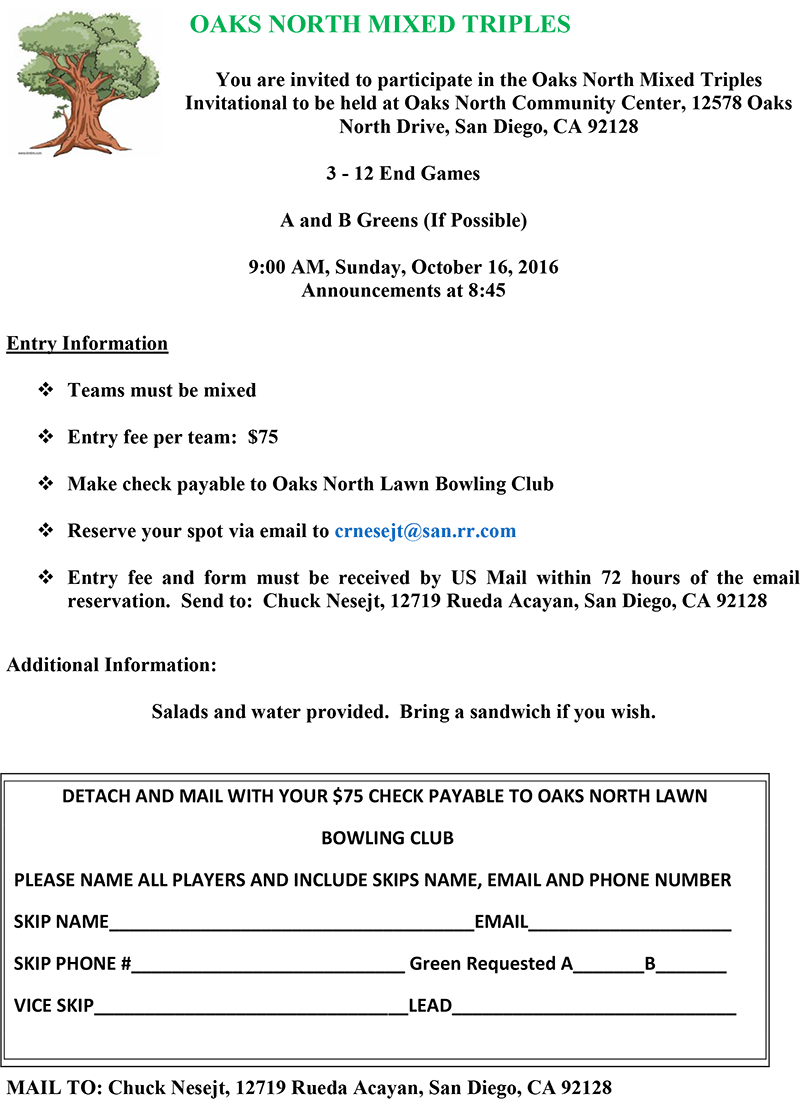 OAKS NORTH MIXED TRIPLES
You are invited to participate in the Oaks North Mixed Triples
Invitational to be held at Oaks North Community Center, 12578 Oaks
North Drive, San Diego, CA 92128
3 - 12 End Games
A and B Greens (If Possible)
9:00 AM, Sunday, October 16, 2016
Announcements at 8:45
Entry Information
❖ Teams must be mixed
❖ Entry fee per team: $75
❖ Make check payable to Oaks North Lawn Bowling Club
❖ Reserve your spot via email to crnesejt@san.rr.com
❖ Entry fee and form must be received by US Mail within 72 hours of the email
reservation. Send to: Chuck Nesejt, 12719 Rueda Acayan, San Diego, CA 92128
Additional Information:
Salads and water provided. Bring a sandwich if you wish.
DETACH AND MAIL WITH YOUR $75 CHECK PAYABLE TO OAKS NORTH LAWN
BOWLING CLUB
PLEASE NAME ALL PLAYERS AND INCLUDE SKIPS NAME, EMAIL AND PHONE NUMBER
SKIP NAME____________________________________EMAIL____________________
SKIP PHONE #___________________________ Green Requested A_______B_______
VICE SKIP_______________________________LEAD____________________________
MAIL TO: Chuck Nesejt, 12719 Rueda Acayan, San Diego, CA 92128